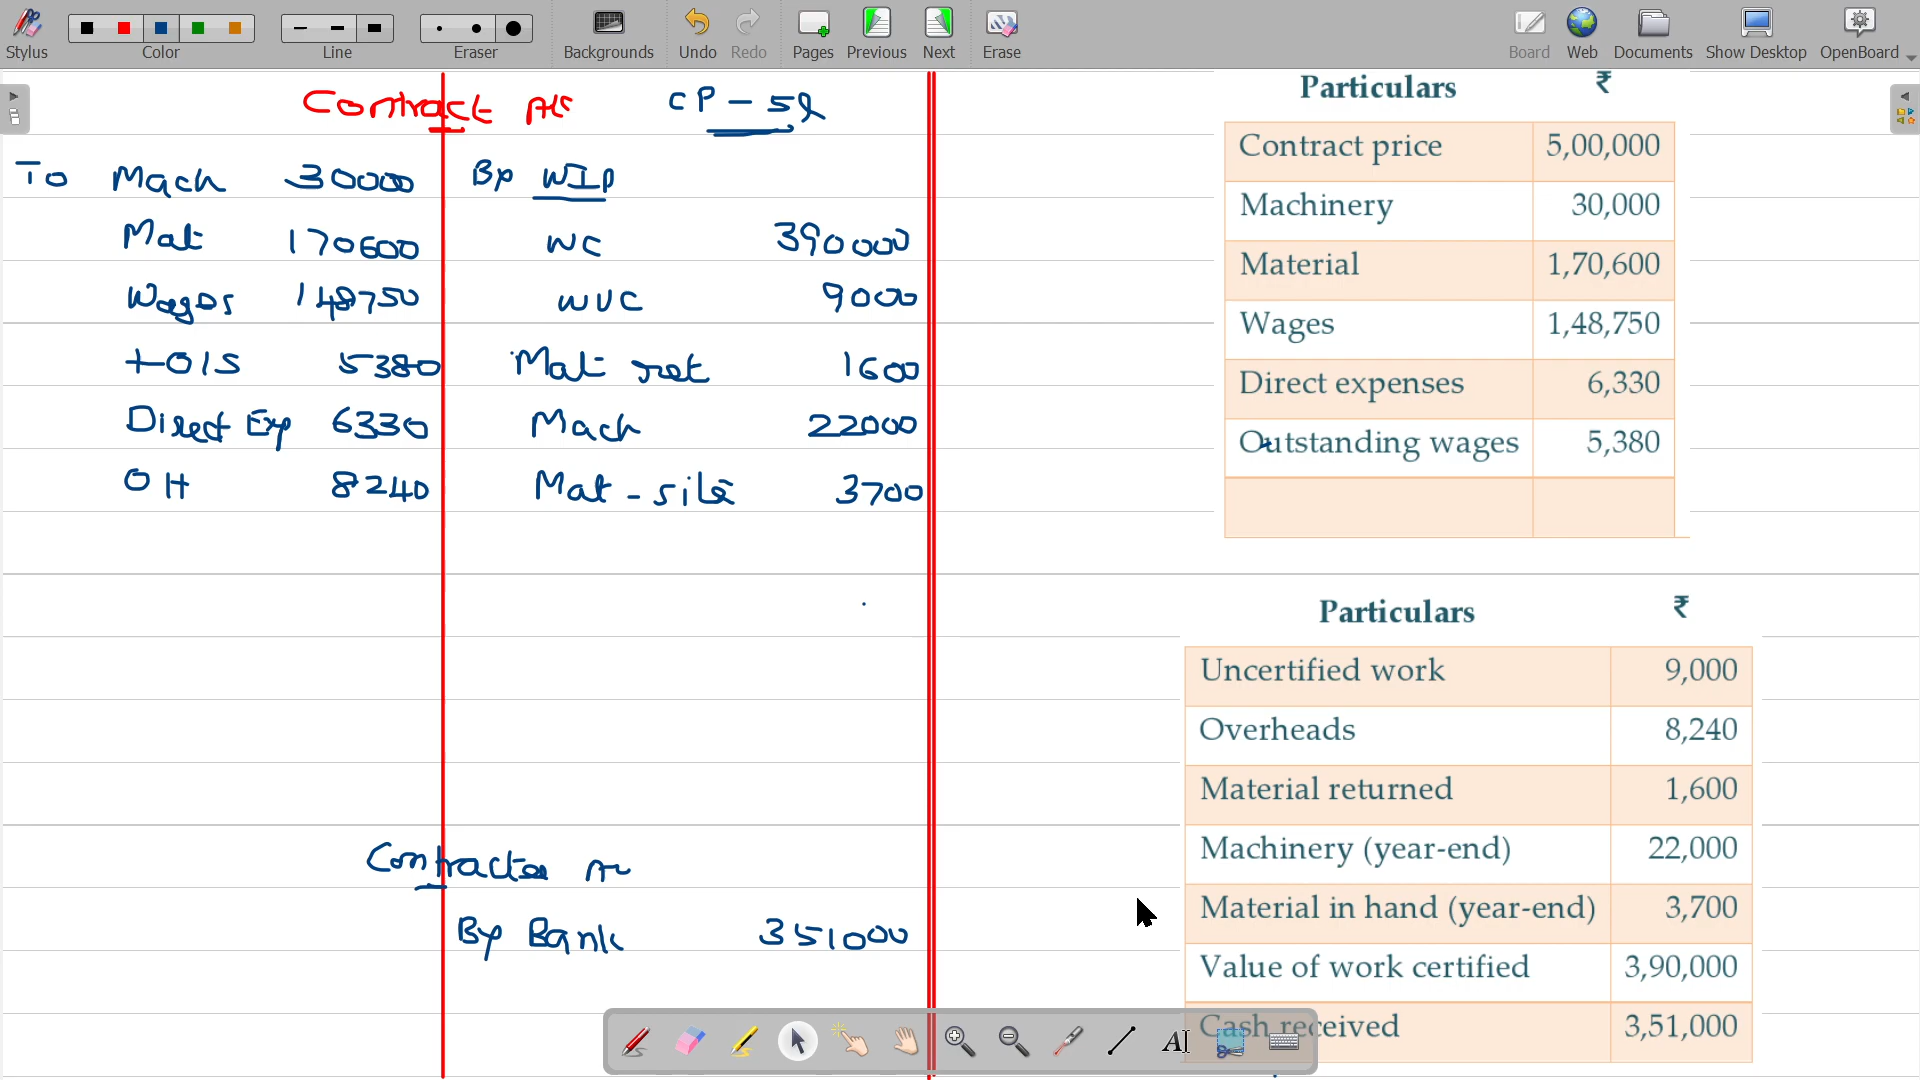 Stylus Color Line Eraser Backgrounds Undo Redo Pages Previous Next Erase Board Web Documents Show Desktop OpenBoard
Contract A/c CP - 5L
To Mach 30000 By WIP
Mat 170600 WC 390000
Wages 148750 WUC 9000
+ O/S 5380 Mat ret 1600
Direct Exp 6330 Mach 22000
OH 8240 Mat - site 3700
Contractee A/c
By Bank 351000
Particulars ₹
Contract price 5,00,000
Machinery 30,000
Material 1,70,600
Wages 1,48,750
Direct expenses 6,330
Outstanding wages 5,380
Particulars ₹
Uncertified work 9,000
Overheads 8,240
Material returned 1,600
Machinery (year-end) 22,000
Material in hand (year-end) 3,700
Value of work certified 3,90,000
Cash received 3,51,000